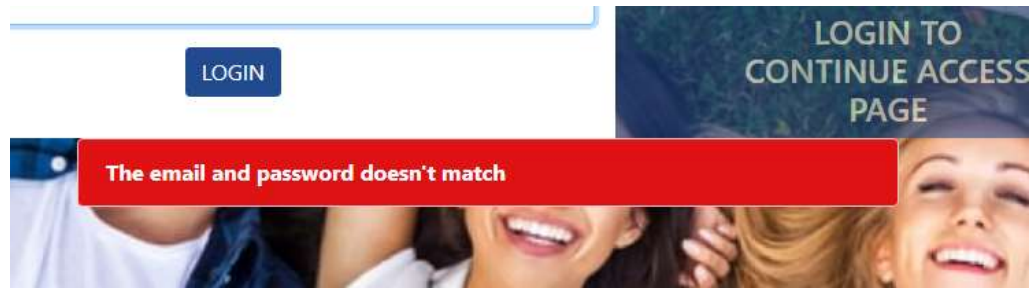 LOGIN
LOGIN TO
CONTINUE ACCESS
PAGE
The email and password doesn't match